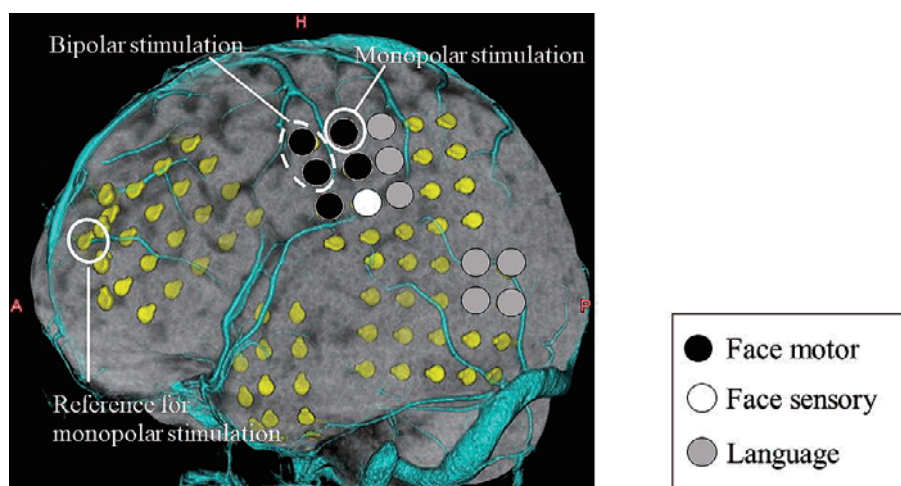 H
Bipolar stimulation
Monopolar stimulation
A
P
Reference for
monopolar stimulation
Face motor
Face sensory
Language